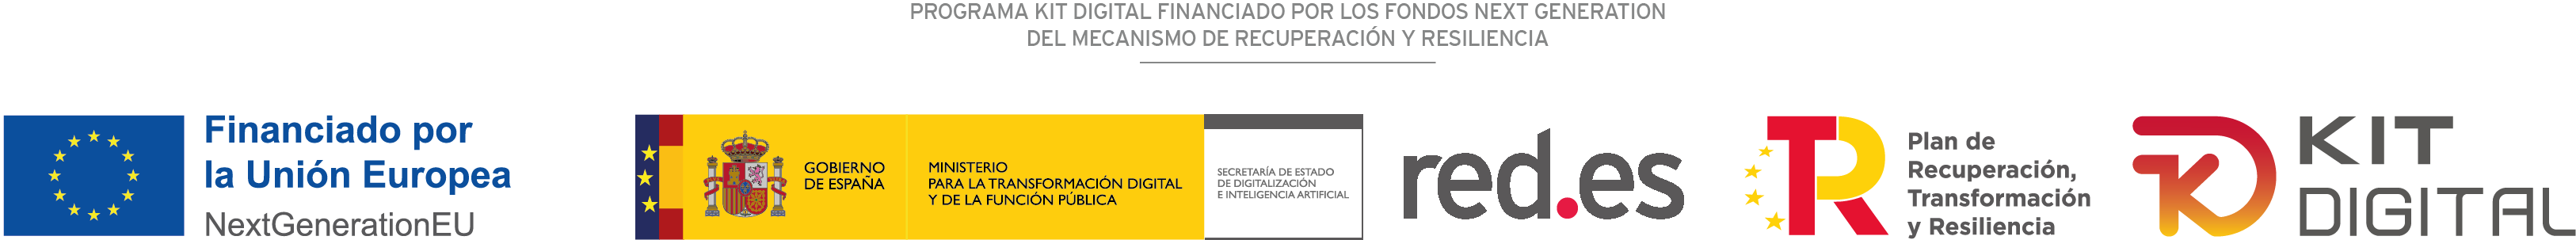 PROGRAMA KIT DIGITAL FINANCIADO POR LOS FONDOS NEXT GENERATION
DEL MECANISMO DE RECUPERACIÓN Y RESILIENCIA
Financiado por
la Unión Europea
NextGenerationEU
GOBIERNO
DE ESPAÑA
MINISTERIO
PARA LA TRANSFORMACIÓN DIGITAL
Y DE LA FUNCIÓN PÚBLICA
SECRETARÍA DE ESTADO
DE DIGITALIZACIÓN
E INTELIGENCIA ARTIFICIAL
red.es
Plan de
Recuperación,
Transformación
y Resiliencia
KIT
DIGITAL